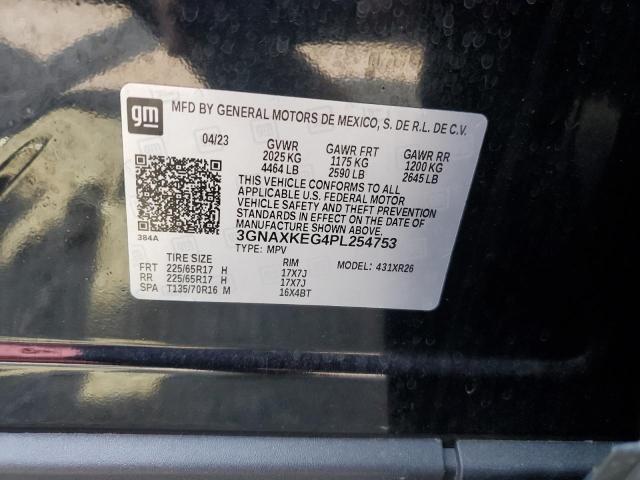 gm MFD BY GENERAL MOTORS DE MEXICO, S. DE R.L. DE C.V.
04/23 GVWR GAWR FRT GAWR RR
2025 KG 1175 KG 1200 KG
4464 LB 2590 LB 2645 LB
THIS VEHICLE CONFORMS TO ALL
APPLICABLE U.S. FEDERAL MOTOR
VEHICLE SAFETY AND THEFT PREVENTION
STANDARDS IN EFFECT ON THE DATE OF
MANUFACTURE SHOWN ABOVE.
384A 3GNAXKEG4PL254753
TYPE: MPV
TIRE SIZE RIM MODEL: 431XR26
FRT 225/65R17 H 17X7J
RR 225/65R17 H 17X7J
SPA T135/70R16 M 16X4BT